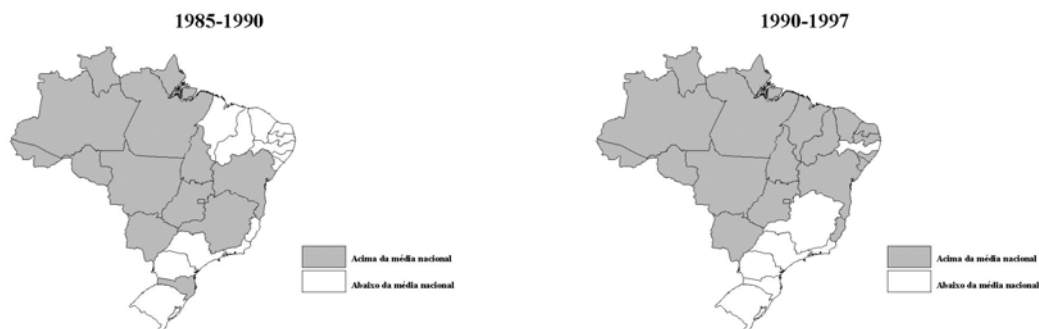 1985-1990
Acima da média nacional
Abaixo da média nacional
1990-1997
Acima da média nacional
Abaixo da média nacional